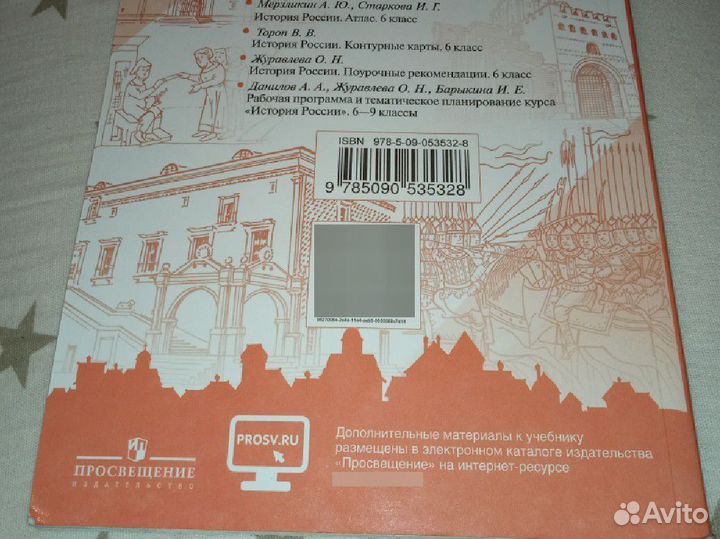 Мерзликин А. Ю., Старкова И. Г.
История России. Атлас. 6 класс
Тороп В. В.
История России. Контурные карты. 6 класс
Журавлева О. Н.
История России. Поурочные рекомендации. 6 класс
Данилов А. А., Журавлева О. Н., Барыкина И. Е.
Рабочая программа и тематическое планирование курса
«История России». 6—9 классы
ISBN 978-5-09-053532-8
9 785090 535328
PROSV.RU
ПРОСВЕЩЕНИЕ
ИЗДАТЕЛЬСТВО
Дополнительные материалы к учебнику
размещены в электронном каталоге издательства
«Просвещение» на интернет-ресурсе
Avito